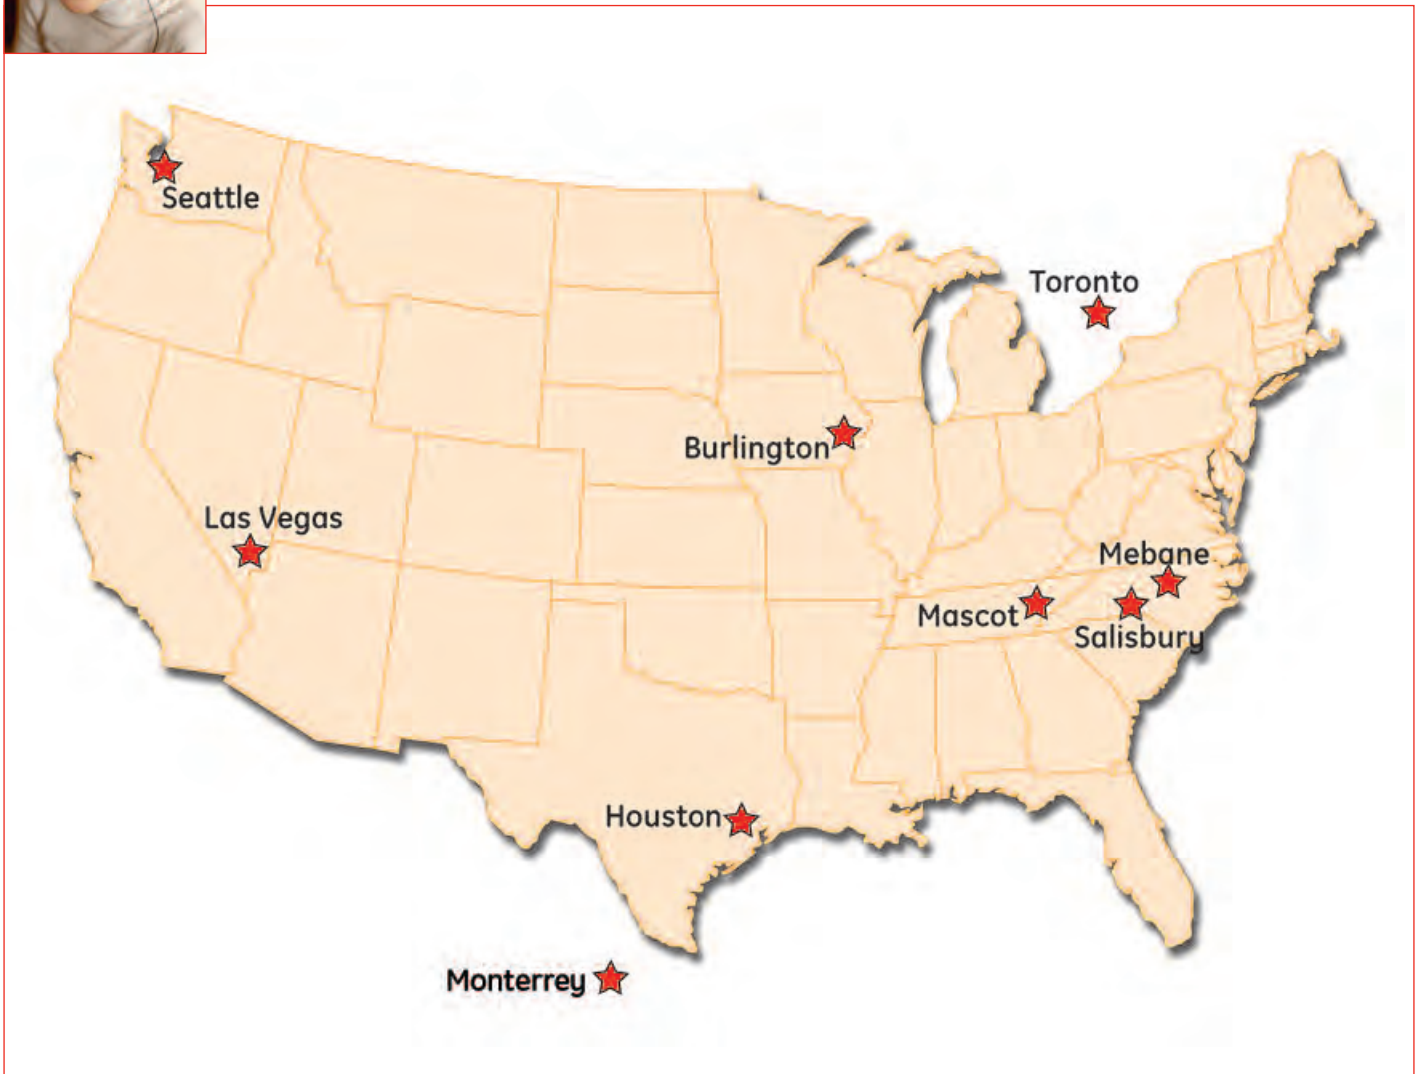 Seattle
Toronto
Burlington
Las Vegas
Mebane
Mascot
Salisbury
Houston
Monterrey